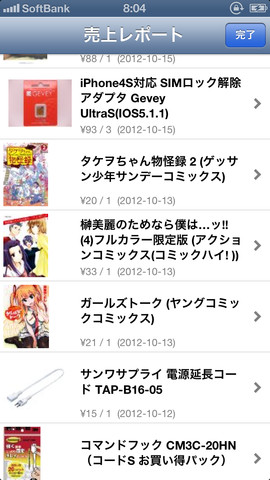 SoftBank 8:04
売上レポート
完了
¥88 / 1 (2012-10-15)
iPhone4S対応 SIMロック解除
アダプタ Gevey
UltraS(IOS5.1.1)
¥93 / 3 (2012-10-15)
タケヲちゃん物怪録 2 (ゲッサ
ン少年サンデーコミックス)
¥20 / 1 (2012-10-13)
榊美麗のためなら僕は…ッ!!
(4)フルカラー限定版 (アクショ
ンコミックス(コミックハイ! ))
¥33 / 1 (2012-10-13)
ガールズトーク (ヤングコミッ
クコミックス)
¥21 / 1 (2012-10-13)
サンワサプライ 電源延長コー
ド TAP-B16-05
¥15 / 1 (2012-10-12)
コマンドフック CM3C-20HN
（コードS お買い得パック）